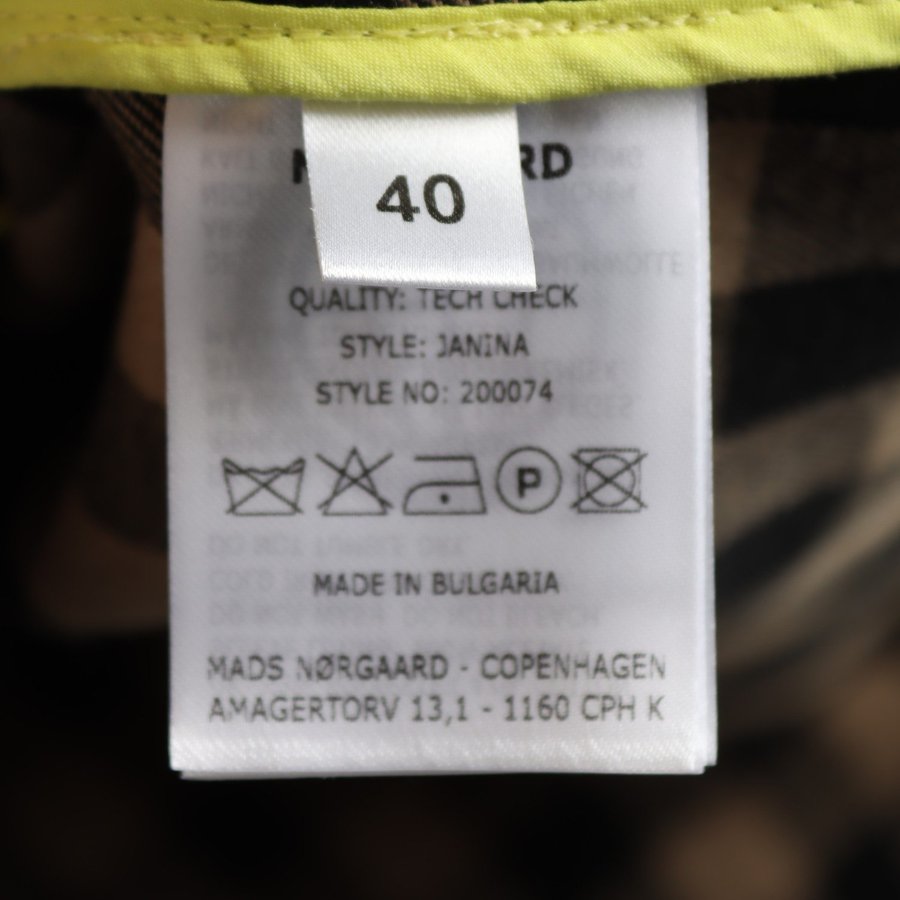 40
QUALITY: TECH CHECK
STYLE: JANINA
STYLE NO: 200074
P
MADE IN BULGARIA
MADS NØRGAARD - COPENHAGEN
AMAGERTORV 13,1 - 1160 CPH K